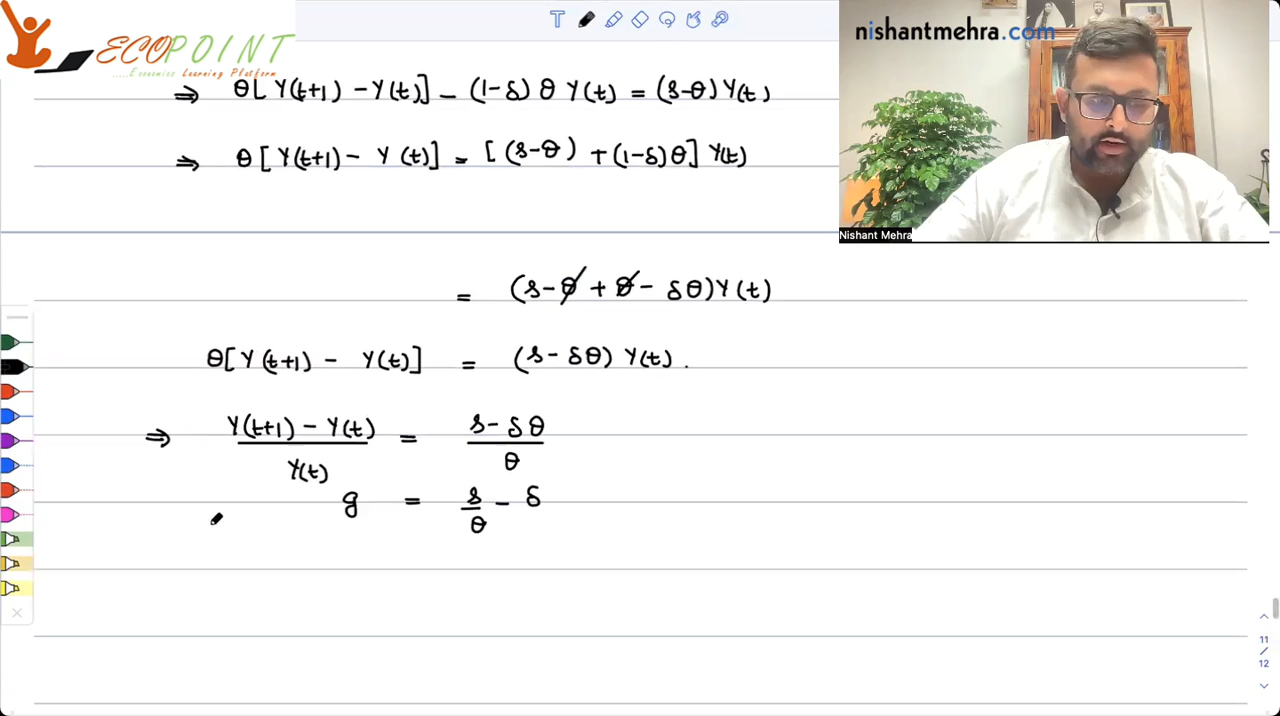 ECOPOINT
....Economics Learning Platform
T
nishantmehra.com
Nishant Mehra
⇒ θ[Y(t+1) - Y(t)] - (1-δ) θ Y(t) = (s-θ) Y(t)
⇒ θ[Y(t+1) - Y(t)] = [(s-θ) + (1-δ)θ] Y(t)
= (s-θ + θ - δθ) Y(t)
θ[Y(t+1) - Y(t)] = (s - δθ) Y(t).
⇒ Y(t+1) - Y(t) / Y(t) = s - δθ / θ
g = s/θ - δ
11
/
12